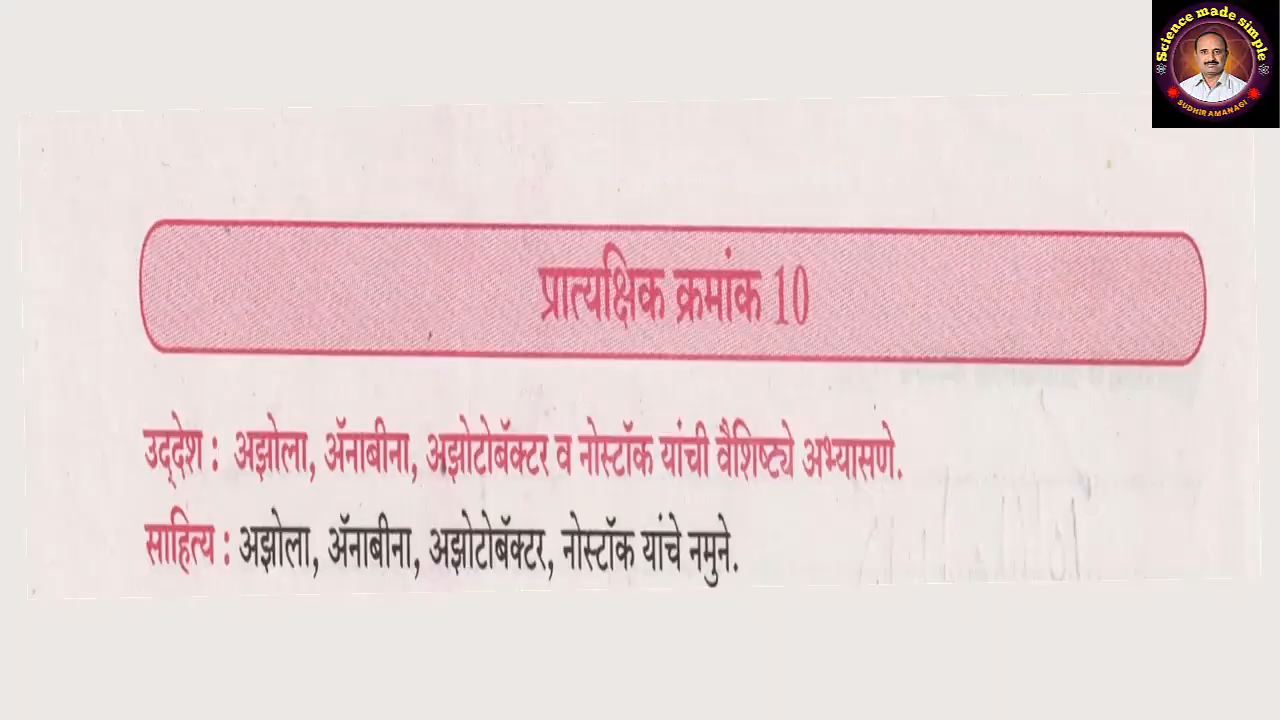 Science made simple
SUDHIR AMANAGI
प्रात्यक्षिक क्रमांक 10
उद्‌देश : अझोला, ॲनाबीना, अझोटोबॅक्टर व नोस्टॉक यांची वैशिष्ट्ये अभ्यासणे.
साहित्य : अझोला, ॲनाबीना, अझोटोबॅक्टर, नोस्टॉक यांचे नमुने.